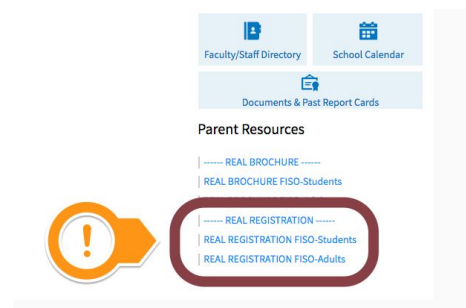 Faculty/Staff Directory
School Calendar
Documents & Past Report Cards
Parent Resources
------ REAL BROCHURE ------
REAL BROCHURE FISO-Students
------ REAL REGISTRATION ------
REAL REGISTRATION FISO-Students
REAL REGISTRATION FISO-Adults
!